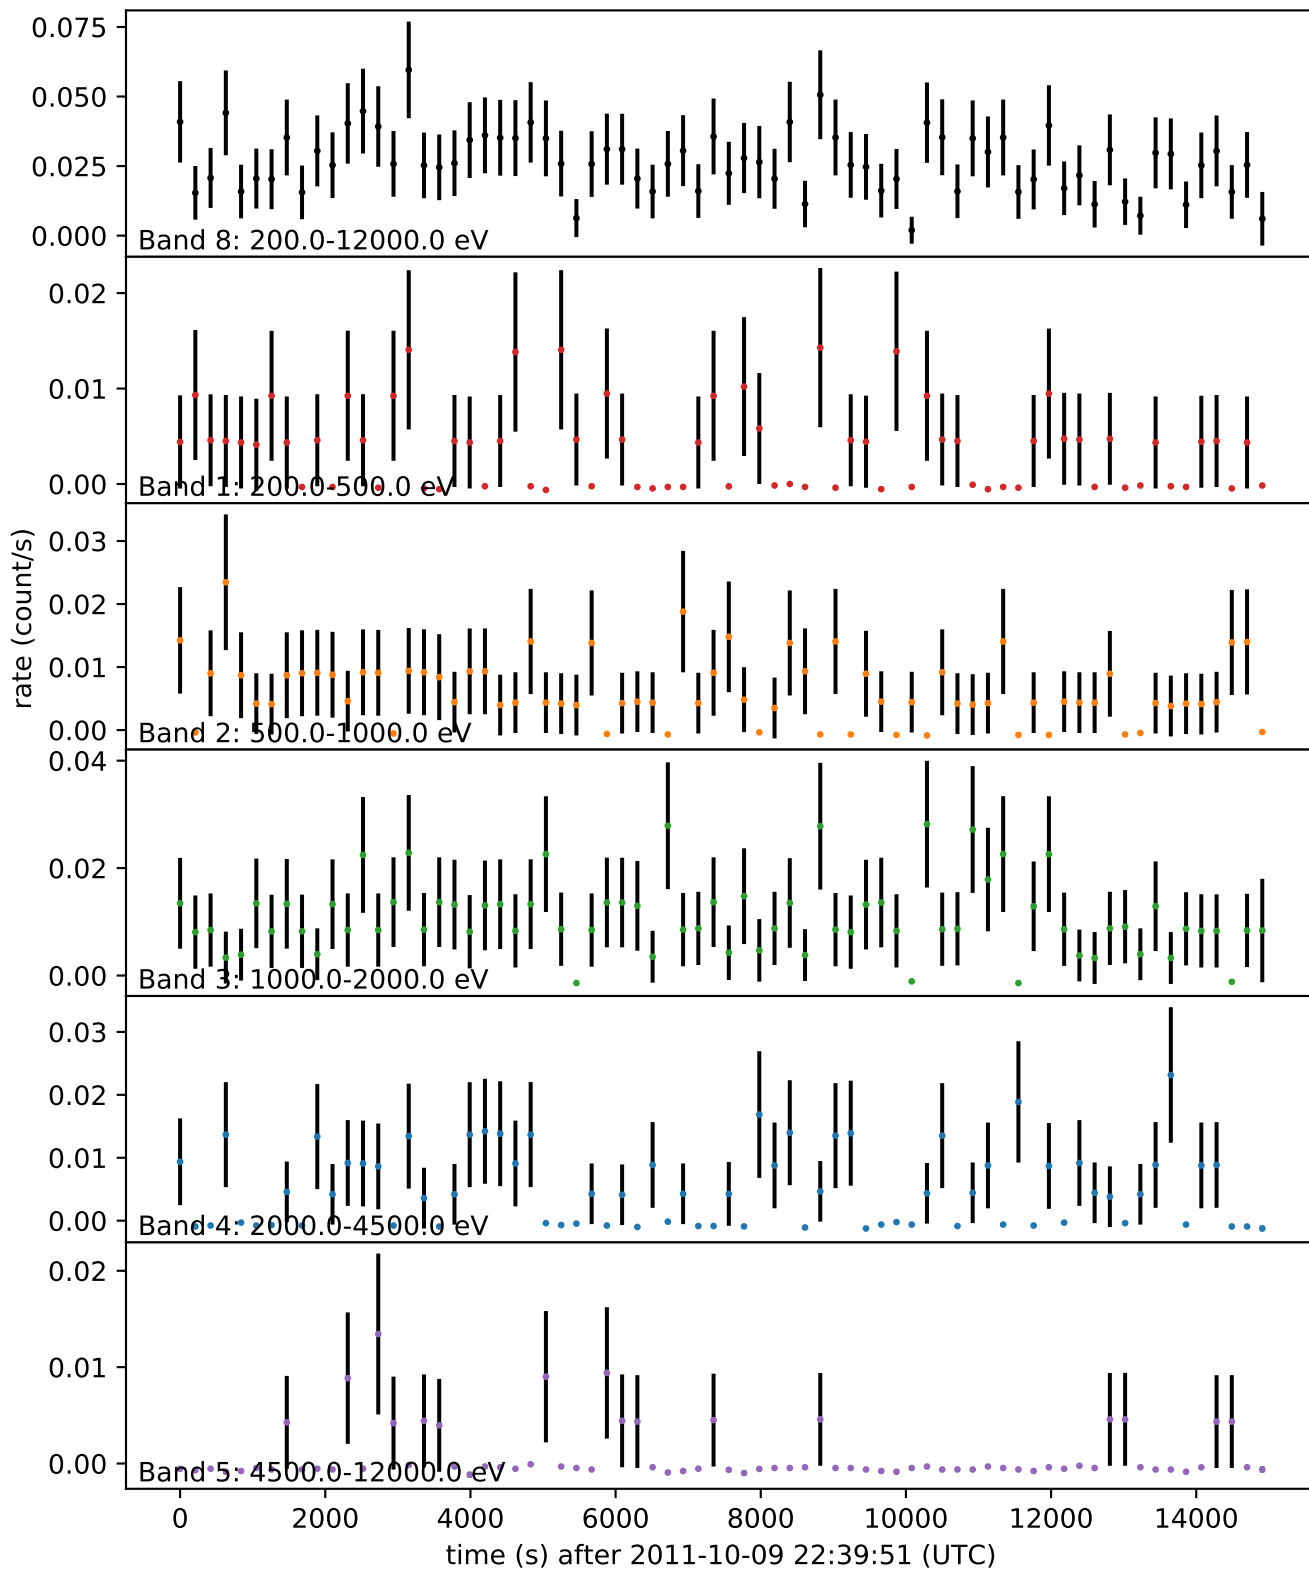 0.075
0.050
0.025
0.000
Band 8: 200.0-12000.0 eV
0.02
0.01
0.00
Band 1: 200.0-500.0 eV
rate (count/s)
0.03
0.02
0.01
0.00
Band 2: 500.0-1000.0 eV
0.04
0.02
0.00
Band 3: 1000.0-2000.0 eV
0.03
0.02
0.01
0.00
Band 4: 2000.0-4500.0 eV
0.02
0.01
0.00
Band 5: 4500.0-12000.0 eV
0 2000 4000 6000 8000 10000 12000 14000
time (s) after 2011-10-09 22:39:51 (UTC)